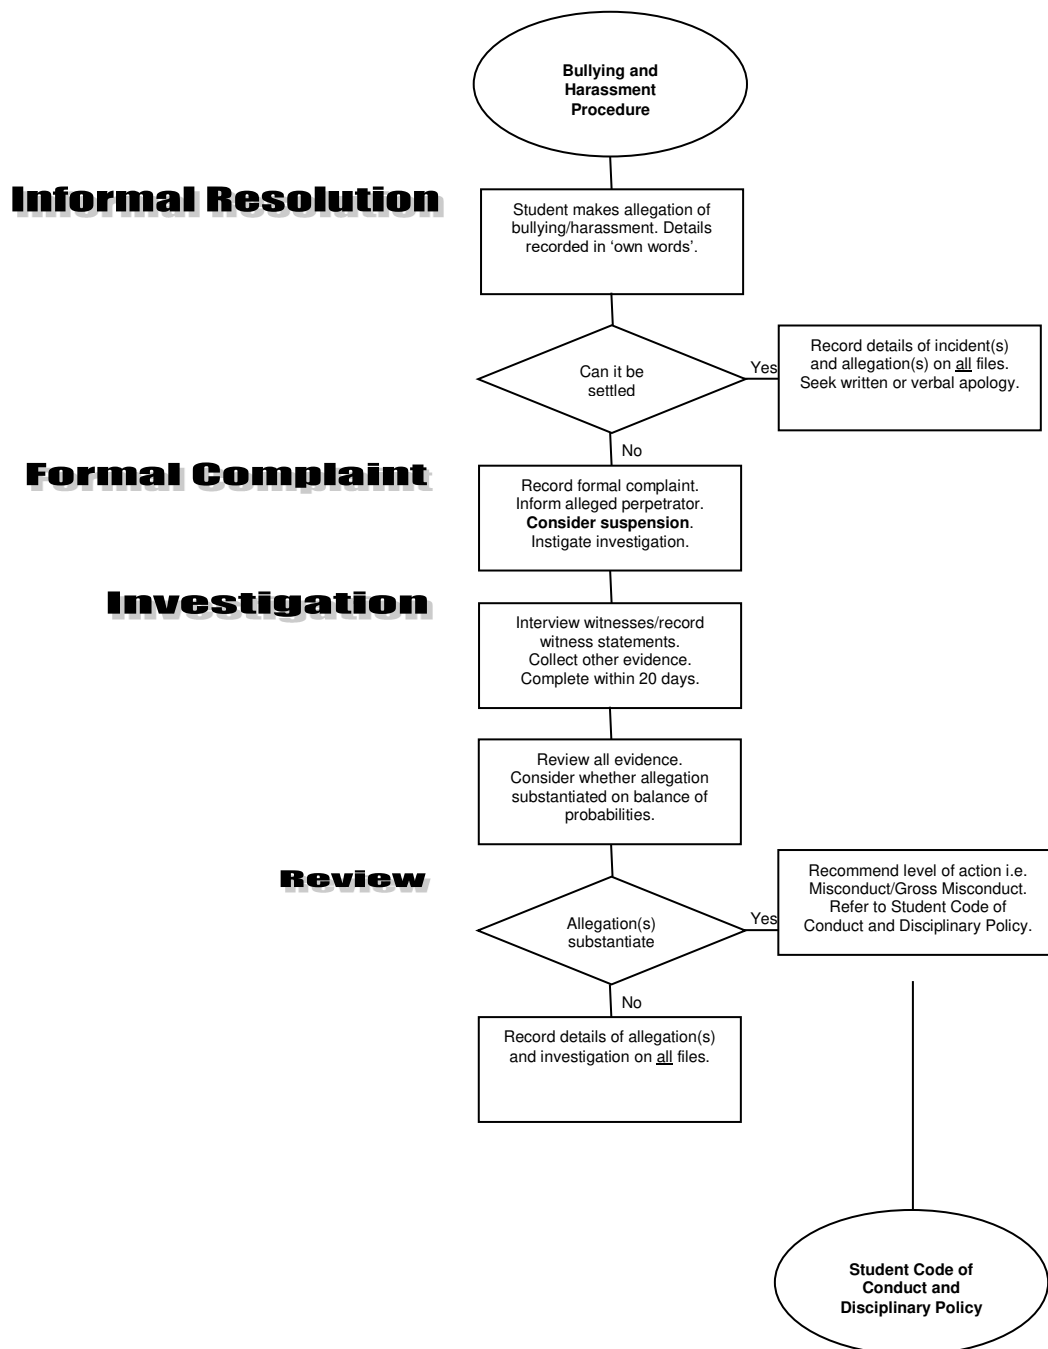 Bullying and
Harassment
Procedure
Informal Resolution
Student makes allegation of
bullying/harassment. Details
recorded in ‘own words’.
Can it be
settled
Yes
Record details of incident(s)
and allegation(s) on all files.
Seek written or verbal apology.
No
Formal Complaint
Record formal complaint.
Inform alleged perpetrator.
Consider suspension.
Instigate investigation.
Investigation
Interview witnesses/record
witness statements.
Collect other evidence.
Complete within 20 days.
Review all evidence.
Consider whether allegation
substantiated on balance of
probabilities.
Review
Allegation(s)
substantiate
Yes
Recommend level of action i.e.
Misconduct/Gross Misconduct.
Refer to Student Code of
Conduct and Disciplinary Policy.
No
Record details of allegation(s)
and investigation on all files.
Student Code of
Conduct and
Disciplinary Policy